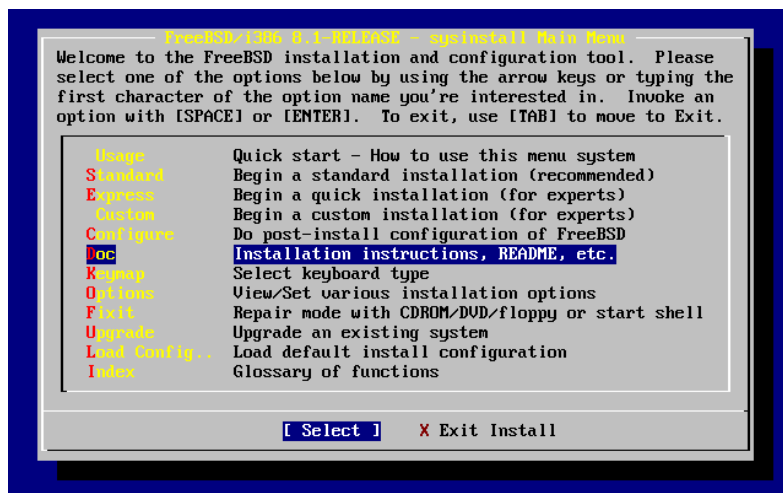 FreeBSD/i386 8.1-RELEASE - sysinstall Main Menu
Welcome to the FreeBSD installation and configuration tool.  Please
select one of the options below by using the arrow keys or typing the
first character of the option name you're interested in.  Invoke an
option with [SPACE] or [ENTER].  To exit, use [TAB] to move to Exit.
Usage Quick start - How to use this menu system
Standard Begin a standard installation (recommended)
Express Begin a quick installation (for experts)
Custom Begin a custom installation (for experts)
Configure Do post-install configuration of FreeBSD
Doc Installation instructions, README, etc.
Keymap Select keyboard type
Options View/Set various installation options
Fixit Repair mode with CDROM/DVD/floppy or start shell
Upgrade Upgrade an existing system
Load Config.. Load default install configuration
Index Glossary of functions
[ Select ] X Exit Install